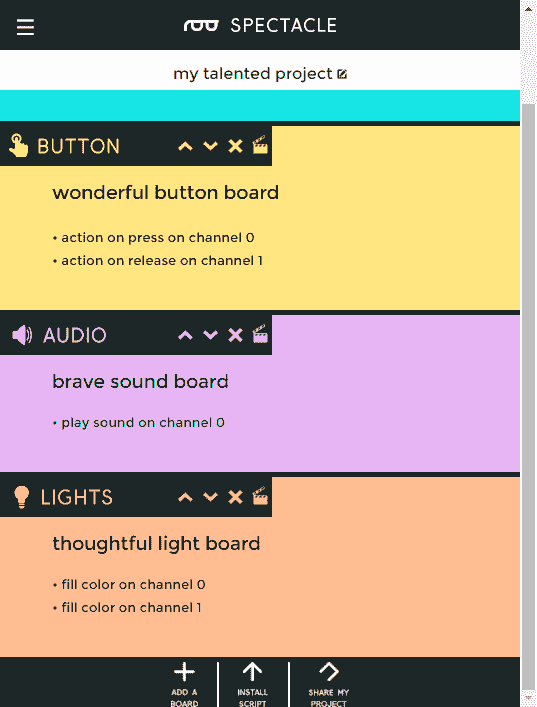 SPECTACLE
my talented project
BUTTON
wonderful button board
• action on press on channel 0
• action on release on channel 1
AUDIO
brave sound board
• play sound on channel 0
LIGHTS
thoughtful light board
• fill color on channel 0
• fill color on channel 1
ADD A
BOARD
INSTALL
SCRIPT
SHARE MY
PROJECT